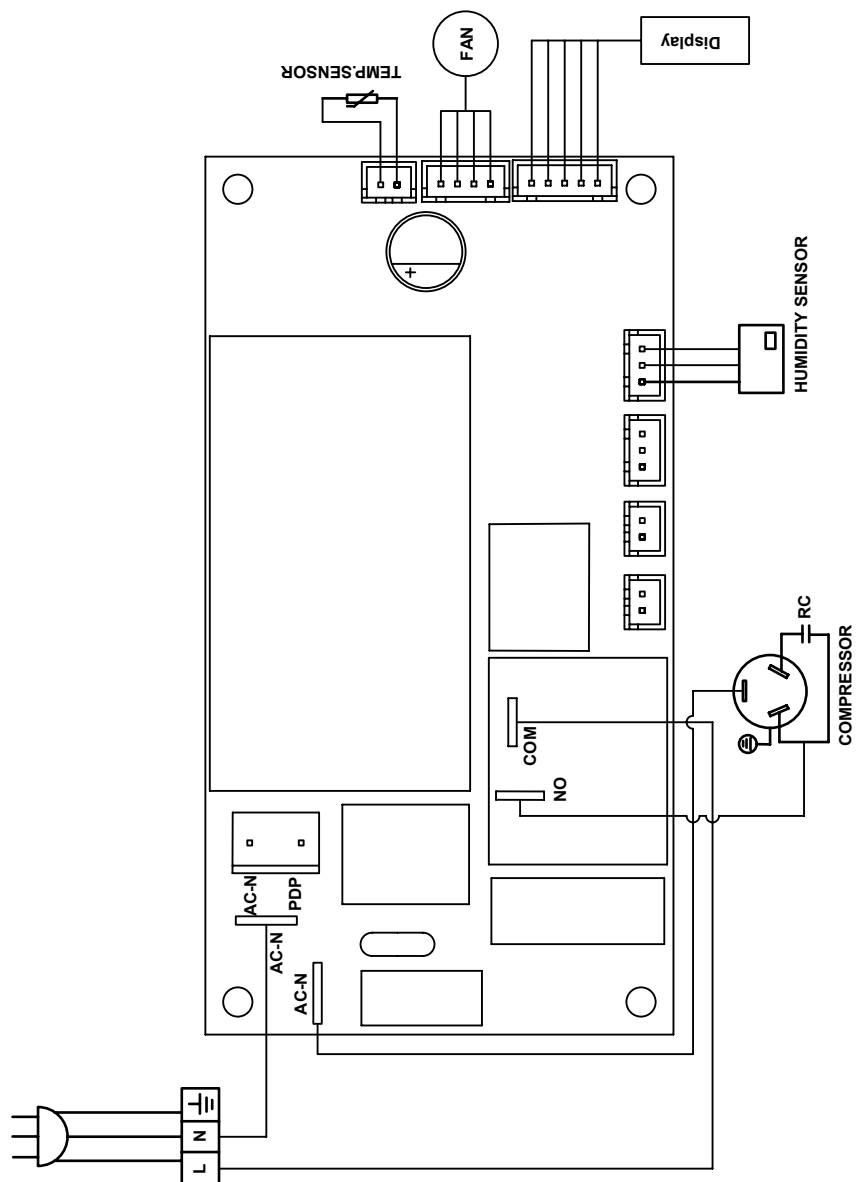 TEMP.SENSOR
FAN
Display
HUMIDITY SENSOR
COM
NO
RC
COMPRESSOR
AC-N
PDP
AC-N
AC-N
N
L
+